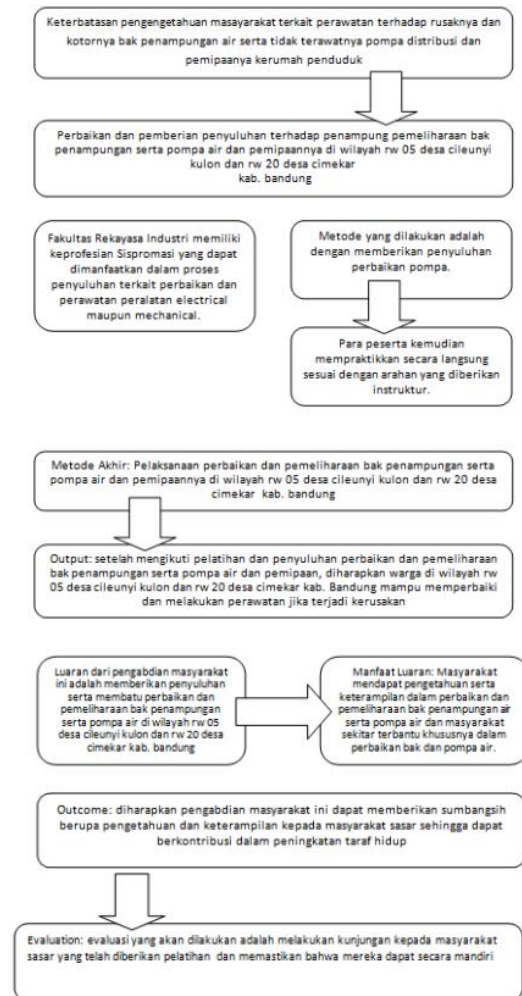 Keterbatasan pengengetahuan masayarakat terkait perawatan terhadap rusaknya dan
kotornya bak penampungan air serta tidak terawatnya pompa distribusi dan
pemipaanya kerumah penduduk
Perbaikan dan pemberian penyuluhan terhadap penampung pemeliharaan bak
penampungan serta pompa air dan pemipaannya di wilayah rw 05 desa cileunyi
kulon dan rw 20 desa cimekar
kab. bandung
Fakultas Rekayasa Industri memiliki
keprofesian Sispromasi yang dapat
dimanfaatkan dalam proses
penyuluhan terkait perbaikan dan
perawatan peralatan electrical
maupun mechanical.
Metode yang dilakukan adalah
dengan memberikan penyuluhan
perbaikan pompa.
Para peserta kemudian
mempraktikkan secara langsung
sesuai dengan arahan yang diberikan
instruktur.
Metode Akhir: Pelaksanaan perbaikan dan pemeliharaan bak penampungan serta
pompa air dan pemipaannya di wilayah rw 05 desa cileunyi kulon dan rw 20 desa
cimekar kab. bandung
Output: setelah mengikuti pelatihan dan penyuluhan perbaikan dan pemeliharaan
bak penampungan serta pompa air dan pemipaan, diharapkan warga di wilayah rw
05 desa cileunyi kulon dan rw 20 desa cimekar kab. Bandung mampu memperbaiki
dan melakukan perawatan jika terjadi kerusakan
Luaran dari pengabdian masyarakat
ini adalah memberikan penyuluhan
serta membatu perbaikan dan
pemeliharaan bak penampungan
serta pompa air di wilayah rw 05
desa cileunyi kulon dan rw 20 desa
cimekar kab. bandung
Manfaat Luaran: Masyarakat
mendapat pengetahuan serta
keterampilan dalam perbaikan dan
pemeliharaan bak penampungan air
serta pompa air dan masyarakat
sekitar terbantu khususnya dalam
perbaikan bak dan pompa air.
Outcome: diharapkan pengabdian masyarakat ini dapat memberikan sumbangsih
berupa pengetahuan dan keterampilan kepada masyarakat sasar sehingga dapat
berkontribusi dalam peningkatan taraf hidup
Evaluation: evaluasi yang akan dilakukan adalah melakukan kunjungan kepada masyarakat
sasar yang telah diberikan pelatihan dan memastikan bahwa mereka dapat secara mandiri